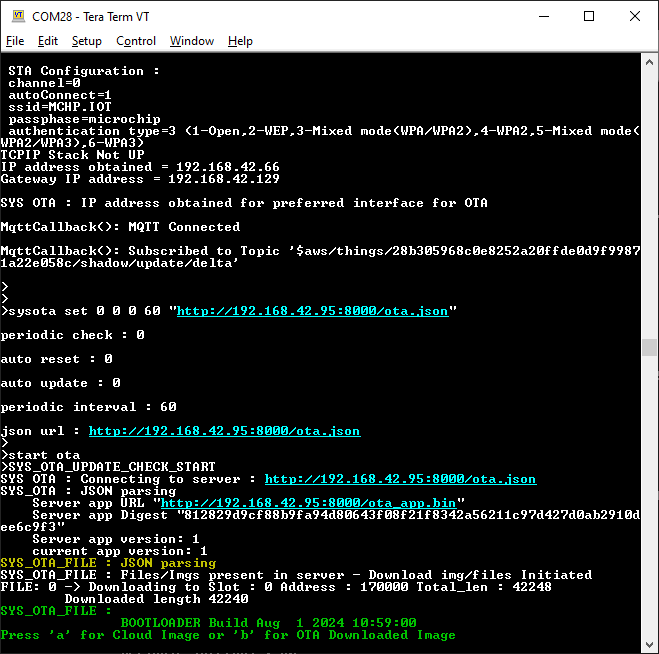 COM28 - Tera Term VT
File Edit Setup Control Window Help
STA Configuration :
channel=0
autoConnect=1
ssid=MCHP.IOT
passphase=microchip
authentication type=3 (1-Open,2-WEP,3-Mixed mode(WPA/WPA2),4-WPA2,5-Mixed mode(
WPA2/WPA3),6-WPA3)
TCPIP Stack Not UP
IP address obtained = 192.168.42.66
Gateway IP address = 192.168.42.129
SYS OTA : IP address obtained for preferred interface for OTA
MqttCallback(): MQTT Connected
MqttCallback(): Subscribed to Topic '$aws/things/28b305968c0e8252a20ffde0d9f9987
1a22e058c/shadow/update/delta'
>
>
>sysota set 0 0 0 60 "http://192.168.42.95:8000/ota.json"
periodic check : 0
auto reset : 0
auto update : 0
periodic interval : 60
json url : http://192.168.42.95:8000/ota.json
>
>start ota
>SYS_OTA_UPDATE_CHECK_START
SYS OTA : Connecting to server : http://192.168.42.95:8000/ota.json
SYS_OTA : JSON parsing
Server app URL "http://192.168.42.95:8000/ota_app.bin"
Server app Digest "812829d9cf88b9fa94d80643f08f21f8342a56211c97d427d0ab2910d
ee6c9f3"
Server app version: 1
current app version: 1
SYS_OTA_FILE : JSON parsing
SYS_OTA_FILE : Files/Imgs present in server - Download img/files Initiated
FILE: 0 -> Downloading to Slot : 0 Address : 170000 Total_len : 42248
Downloaded length 42240
SYS_OTA_FILE :
BOOTLOADER Build Aug  1 2024 10:59:00
Press 'a' for Cloud Image or 'b' for OTA Downloaded Image